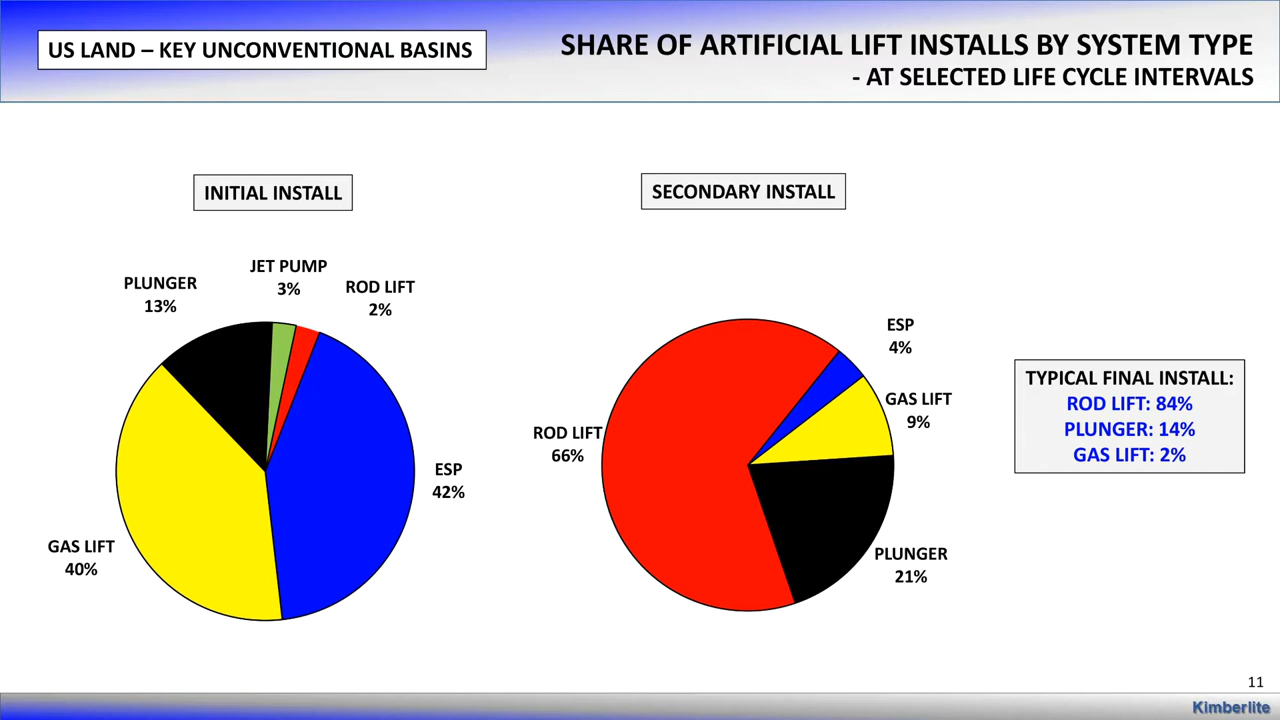 US LAND – KEY UNCONVENTIONAL BASINS
SHARE OF ARTIFICIAL LIFT INSTALLS BY SYSTEM TYPE
- AT SELECTED LIFE CYCLE INTERVALS
INITIAL INSTALL
PLUNGER
13%
JET PUMP
3%
ROD LIFT
2%
ESP
42%
GAS LIFT
40%
SECONDARY INSTALL
ESP
4%
GAS LIFT
9%
ROD LIFT
66%
PLUNGER
21%
TYPICAL FINAL INSTALL:
ROD LIFT: 84%
PLUNGER: 14%
GAS LIFT: 2%
11
Kimberlite